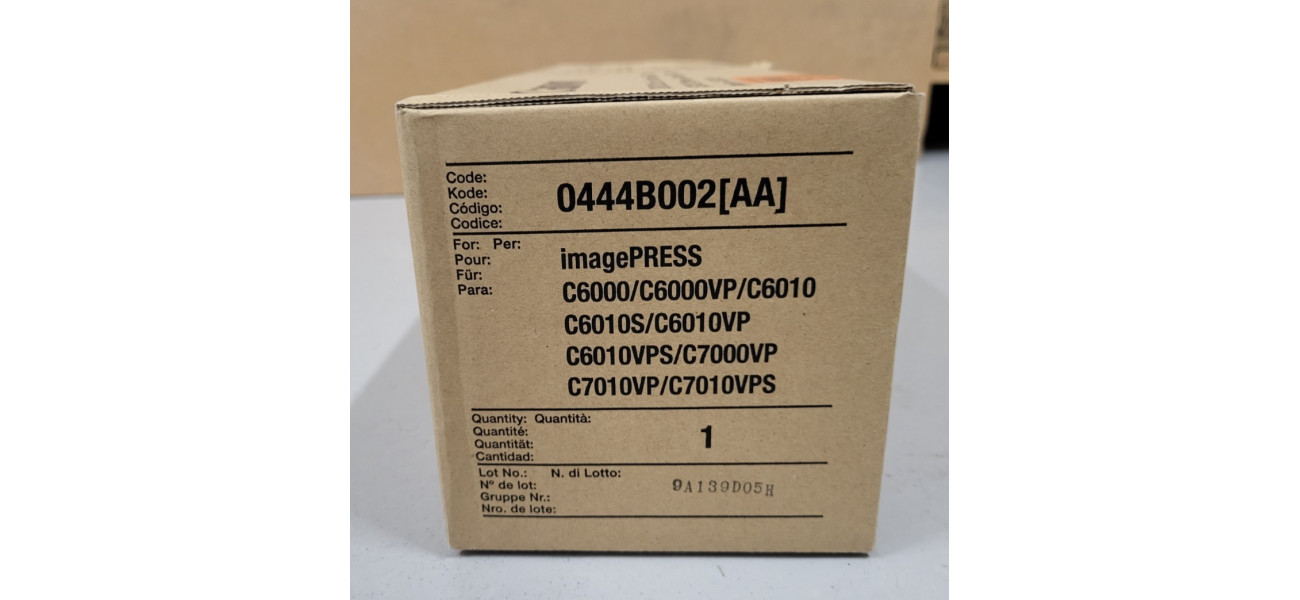 Code:
Kode:
Código:
Codice:
0444B002[AA]
For: Per:
Pour:
Für:
Para:
imagePRESS
C6000/C6000VP/C6010
C6010S/C6010VP
C6010VPS/C7000VP
C7010VP/C7010VPS
Quantity: Quantità:
Quantité:
Quantität:
Cantidad:
1
Lot No.: N. di Lotto:
Nº de lot:
Gruppe Nr.:
Nro. de lote:
9A139D05H